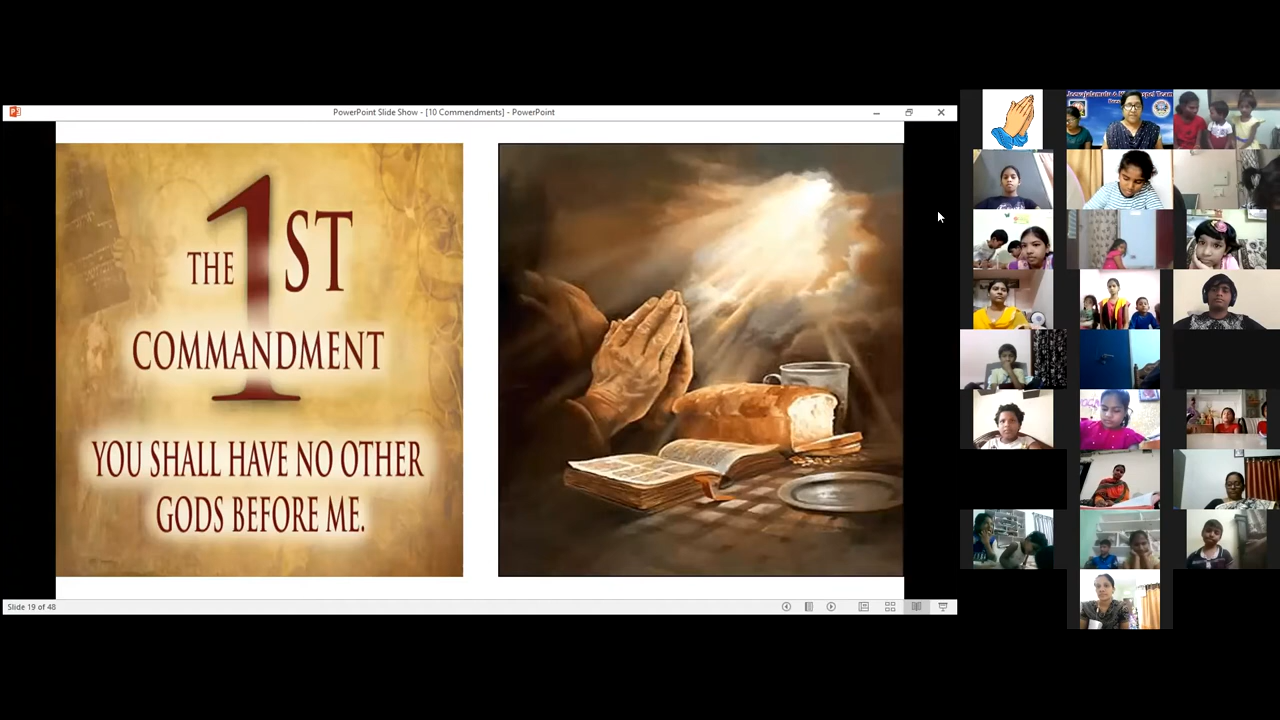 PowerPoint Slide Show - [10 Commendments] - PowerPoint
THE 1ST
COMMANDMENT
YOU SHALL HAVE NO OTHER
GODS BEFORE ME.
Slide 19 of 48